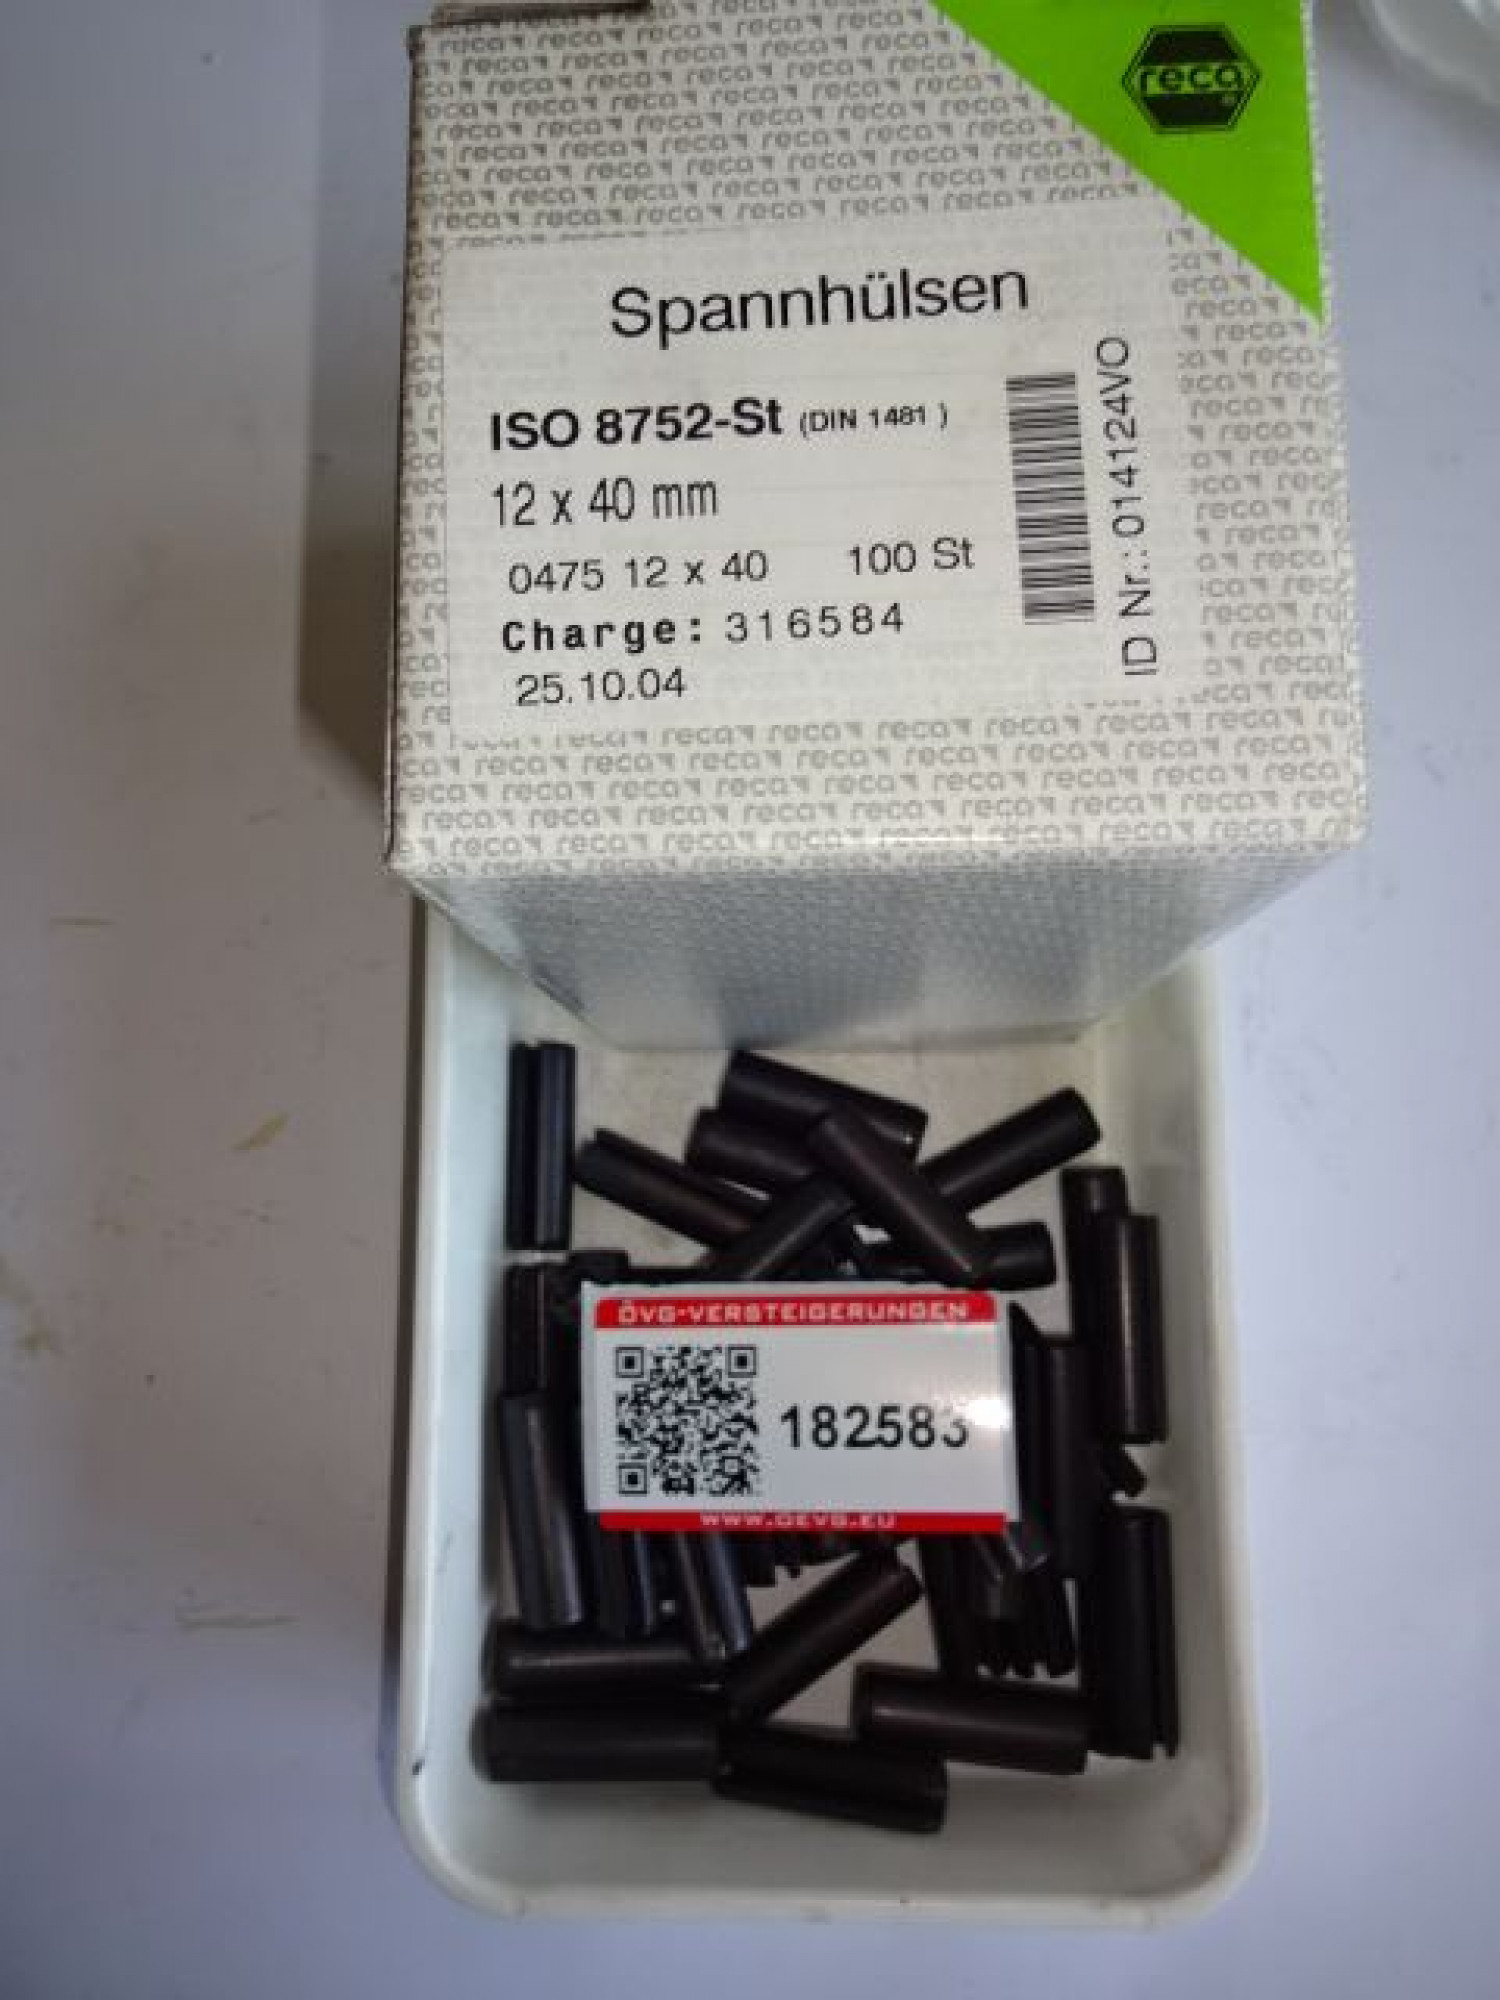 reca
Spannhülsen
ISO 8752-St (DIN 1481 )
12 x 40 mm
0475 12 x 40 100 St
Charge: 316584
25.10.04
ID Nr.: 014124VO
ÖVG-VERSTEIGERUNGEN
182583
WWW.OEVG.EU